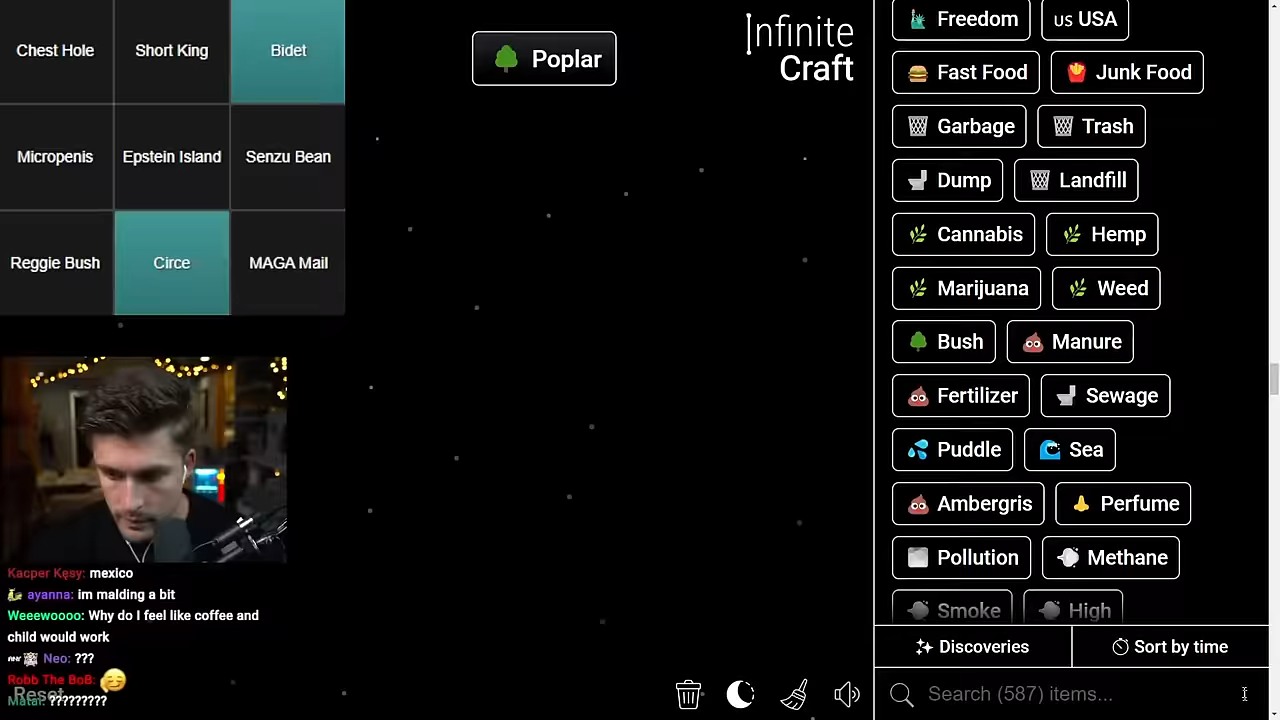 Chest Hole
Short King
Bidet
Micropenis
Epstein Island
Senzu Bean
Reggie Bush
Circe
MAGA Mail
Poplar
Infinite
Craft
Freedom
us USA
Fast Food
Junk Food
Garbage
Trash
Dump
Landfill
Cannabis
Hemp
Marijuana
Weed
Bush
Manure
Fertilizer
Sewage
Puddle
Sea
Ambergris
Perfume
Pollution
Methane
Smoke
High
Discoveries
Sort by time
Search (587) items...
Kacper Kęsy: mexico
ayanna: im malding a bit
Weeewoooo: Why do I feel like coffee and
child would work
Neo: ???
Robb The BoB:
Reset
Matai: ?????????